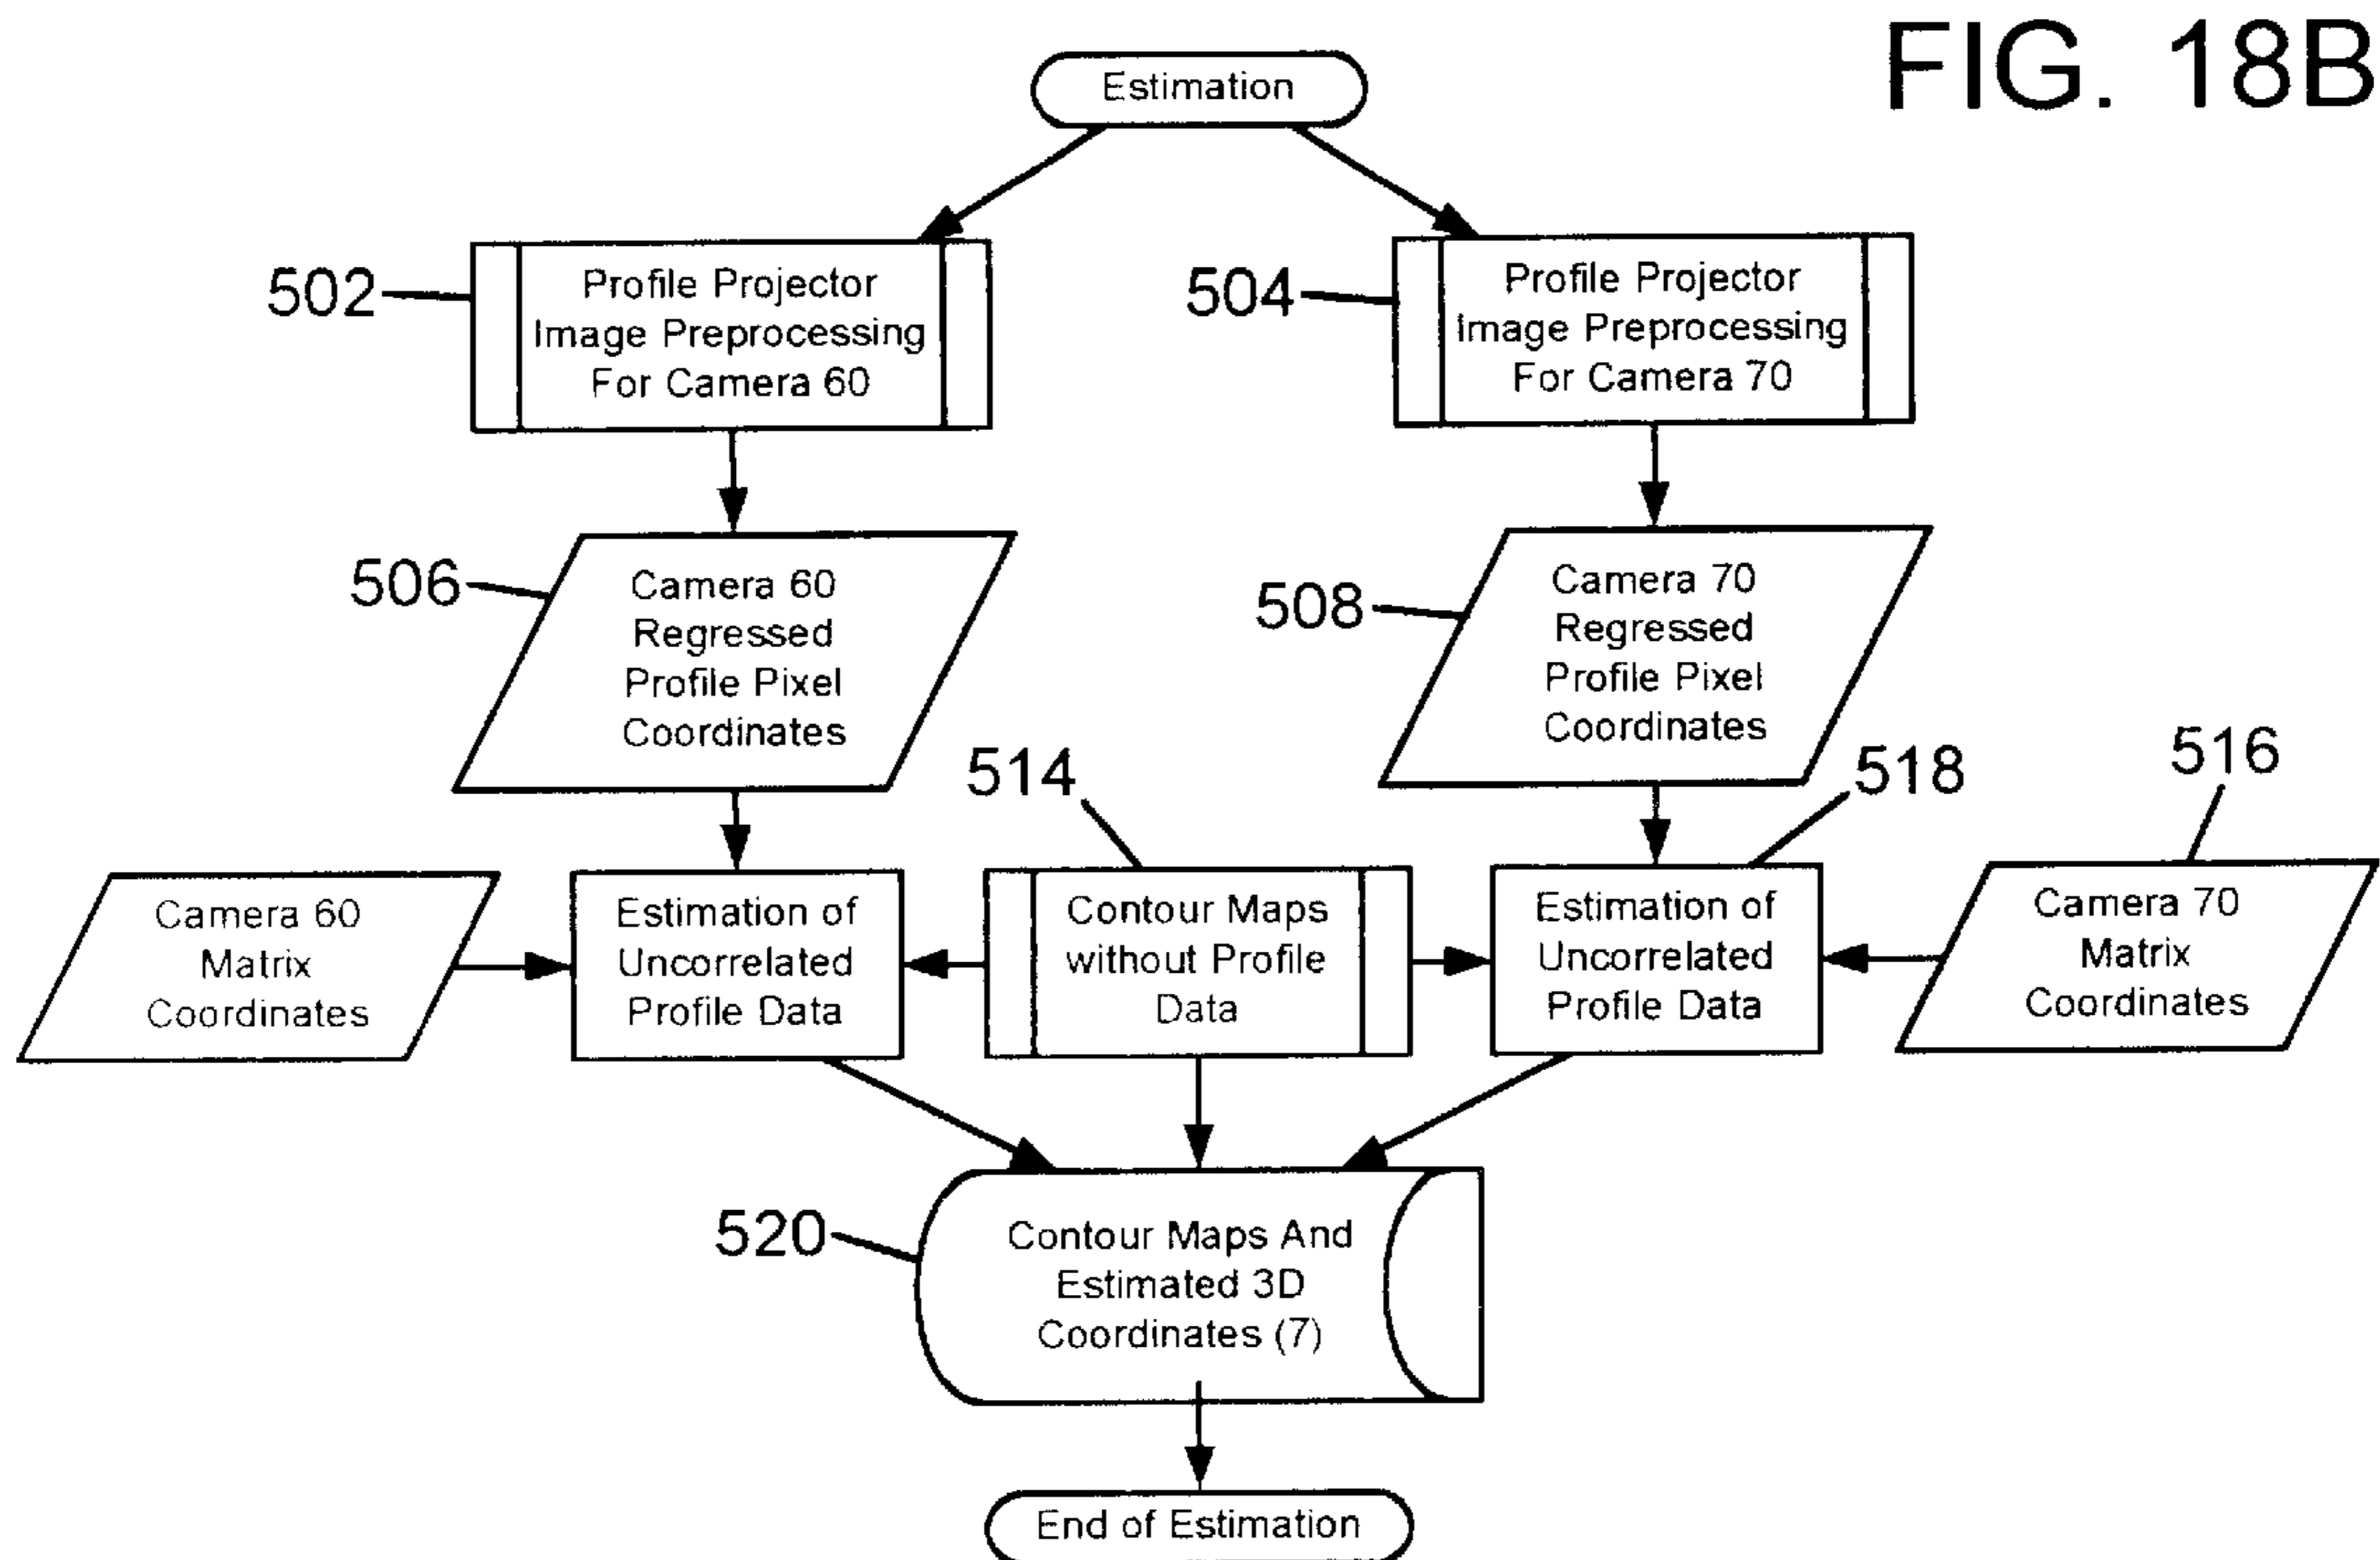 FIG. 18B
Estimation
502
Profile Projector
Image Preprocessing
For Camera 60
504
Profile Projector
Image Preprocessing
For Camera 70
506
Camera 60
Regressed
Profile Pixel
Coordinates
508
Camera 70
Regressed
Profile Pixel
Coordinates
514
518
516
Camera 60
Matrix
Coordinates
Estimation of
Uncorrelated
Profile Data
Contour Maps
without Profile
Data
Estimation of
Uncorrelated
Profile Data
Camera 70
Matrix
Coordinates
520
Contour Maps And
Estimated 3D
Coordinates (7)
End of Estimation